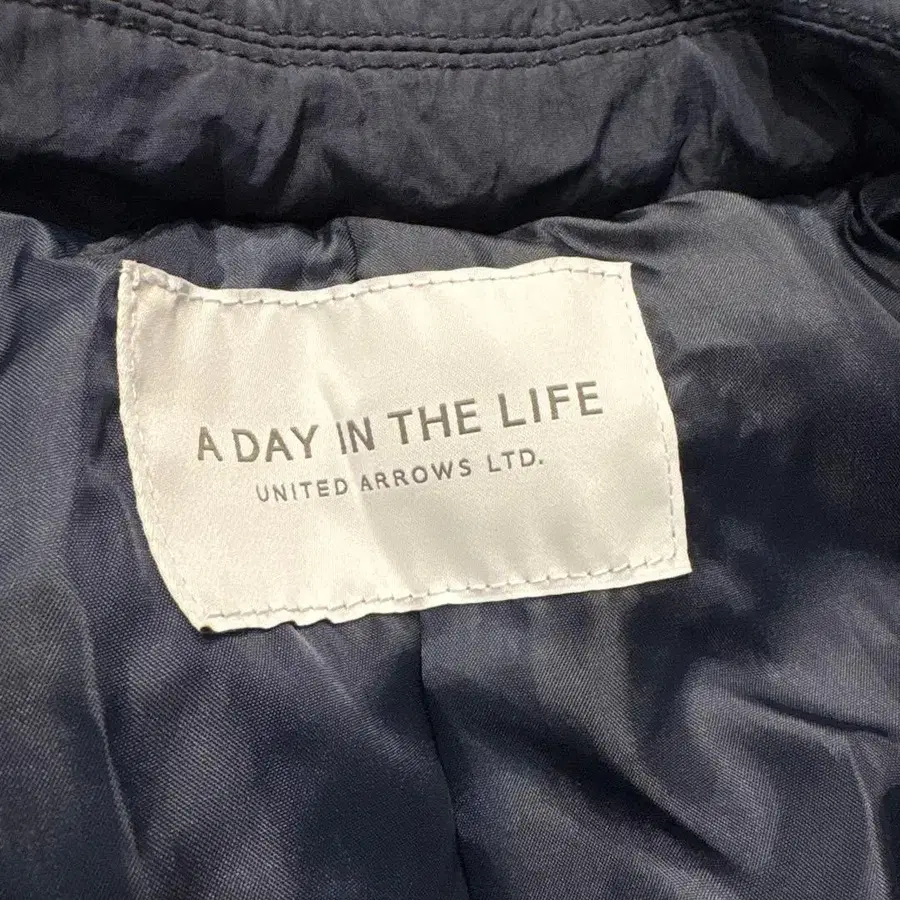 A DAY IN THE LIFE
UNITED ARROWS LTD.